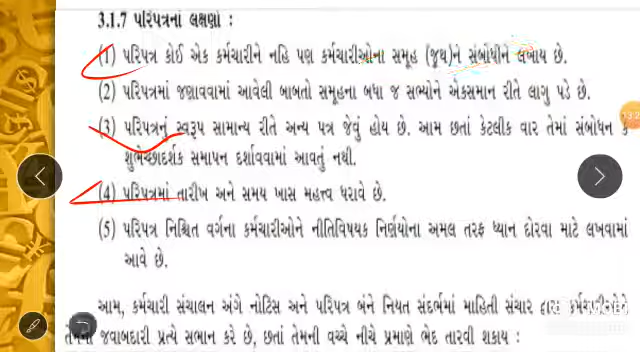 3.1.7 પરિપત્રનાં લક્ષણો :
(1) પરિપત્ર કોઈ એક કર્મચારીને નહિ પણ કર્મચારીઓના સમૂહ (જૂથ)ને સંબોધીને લખાય છે.
(2) પરિપત્રમાં જણાવવામાં આવેલી બાબતો સમૂહના બધા જ સભ્યોને એકસમાન રીતે લાગુ પડે છે.
(3) પરિપત્રનું સ્વરૂપ સામાન્ય રીતે અન્ય પત્ર જેવું હોય છે. આમ છતાં કેટલીક વાર તેમાં સંબોધન કે
શુભેચ્છાદર્શક સમાપન દર્શાવવામાં આવતું નથી.
(4) પરિપત્રમાં તારીખ અને સમય ખાસ મહત્ત્વ ધરાવે છે.
(5) પરિપત્ર નિશ્ચિત વર્ગના કર્મચારીઓને નીતિવિષયક નિર્ણયોના અમલ તરફ ધ્યાન દોરવા માટે લખવામાં
આવે છે.
આમ, કર્મચારી સંચાલન અંગે નોટિસ અને પરિપત્ર બંને નિયત સંદર્ભમાં માહિતી સંચાર દ્વારા
જવાબદારી પ્રત્યે સભાન કરે છે, છતાં તેમની વચ્ચે નીચે પ્રમાણે ભેદ તારવી શકાય :